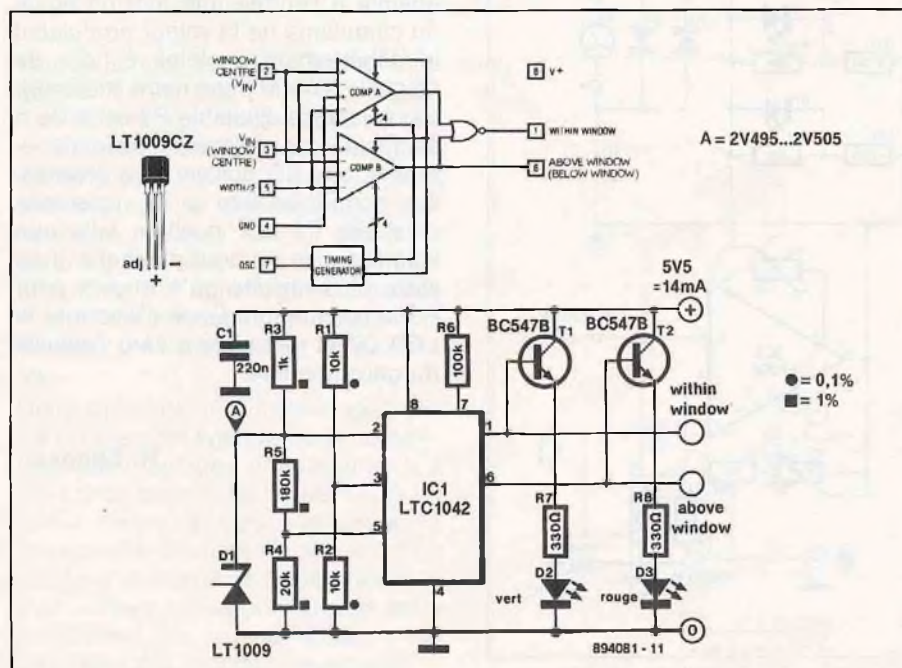 WINDOW
CENTRE
(VIN)
2
VIN
(WINDOW
CENTRE)
3
WIDTH/2
5
GND
4
OSC
7
COMP A
COMP B
4
4
TIMING
GENERATOR
8 V+
1 WITHIN WINDOW
6 ABOVE WINDOW
(BELOW WINDOW)
A = 2V495...2V505
LT1009CZ
adj
+
–
5V5
=14mA
+
C1
220n
R3
1k
R1
10k
R6
100k
BC547B
T1
BC547B
T2
● = 0,1%
■ = 1%
A
8
7
2
3
5
1
6
4
IC1
LTC1042
within
window
above
window
R5
180k
R4
20k
R2
10k
R7
330Ω
R8
330Ω
D1
D2
D3
vert
rouge
LT1009
0
894081 - 11